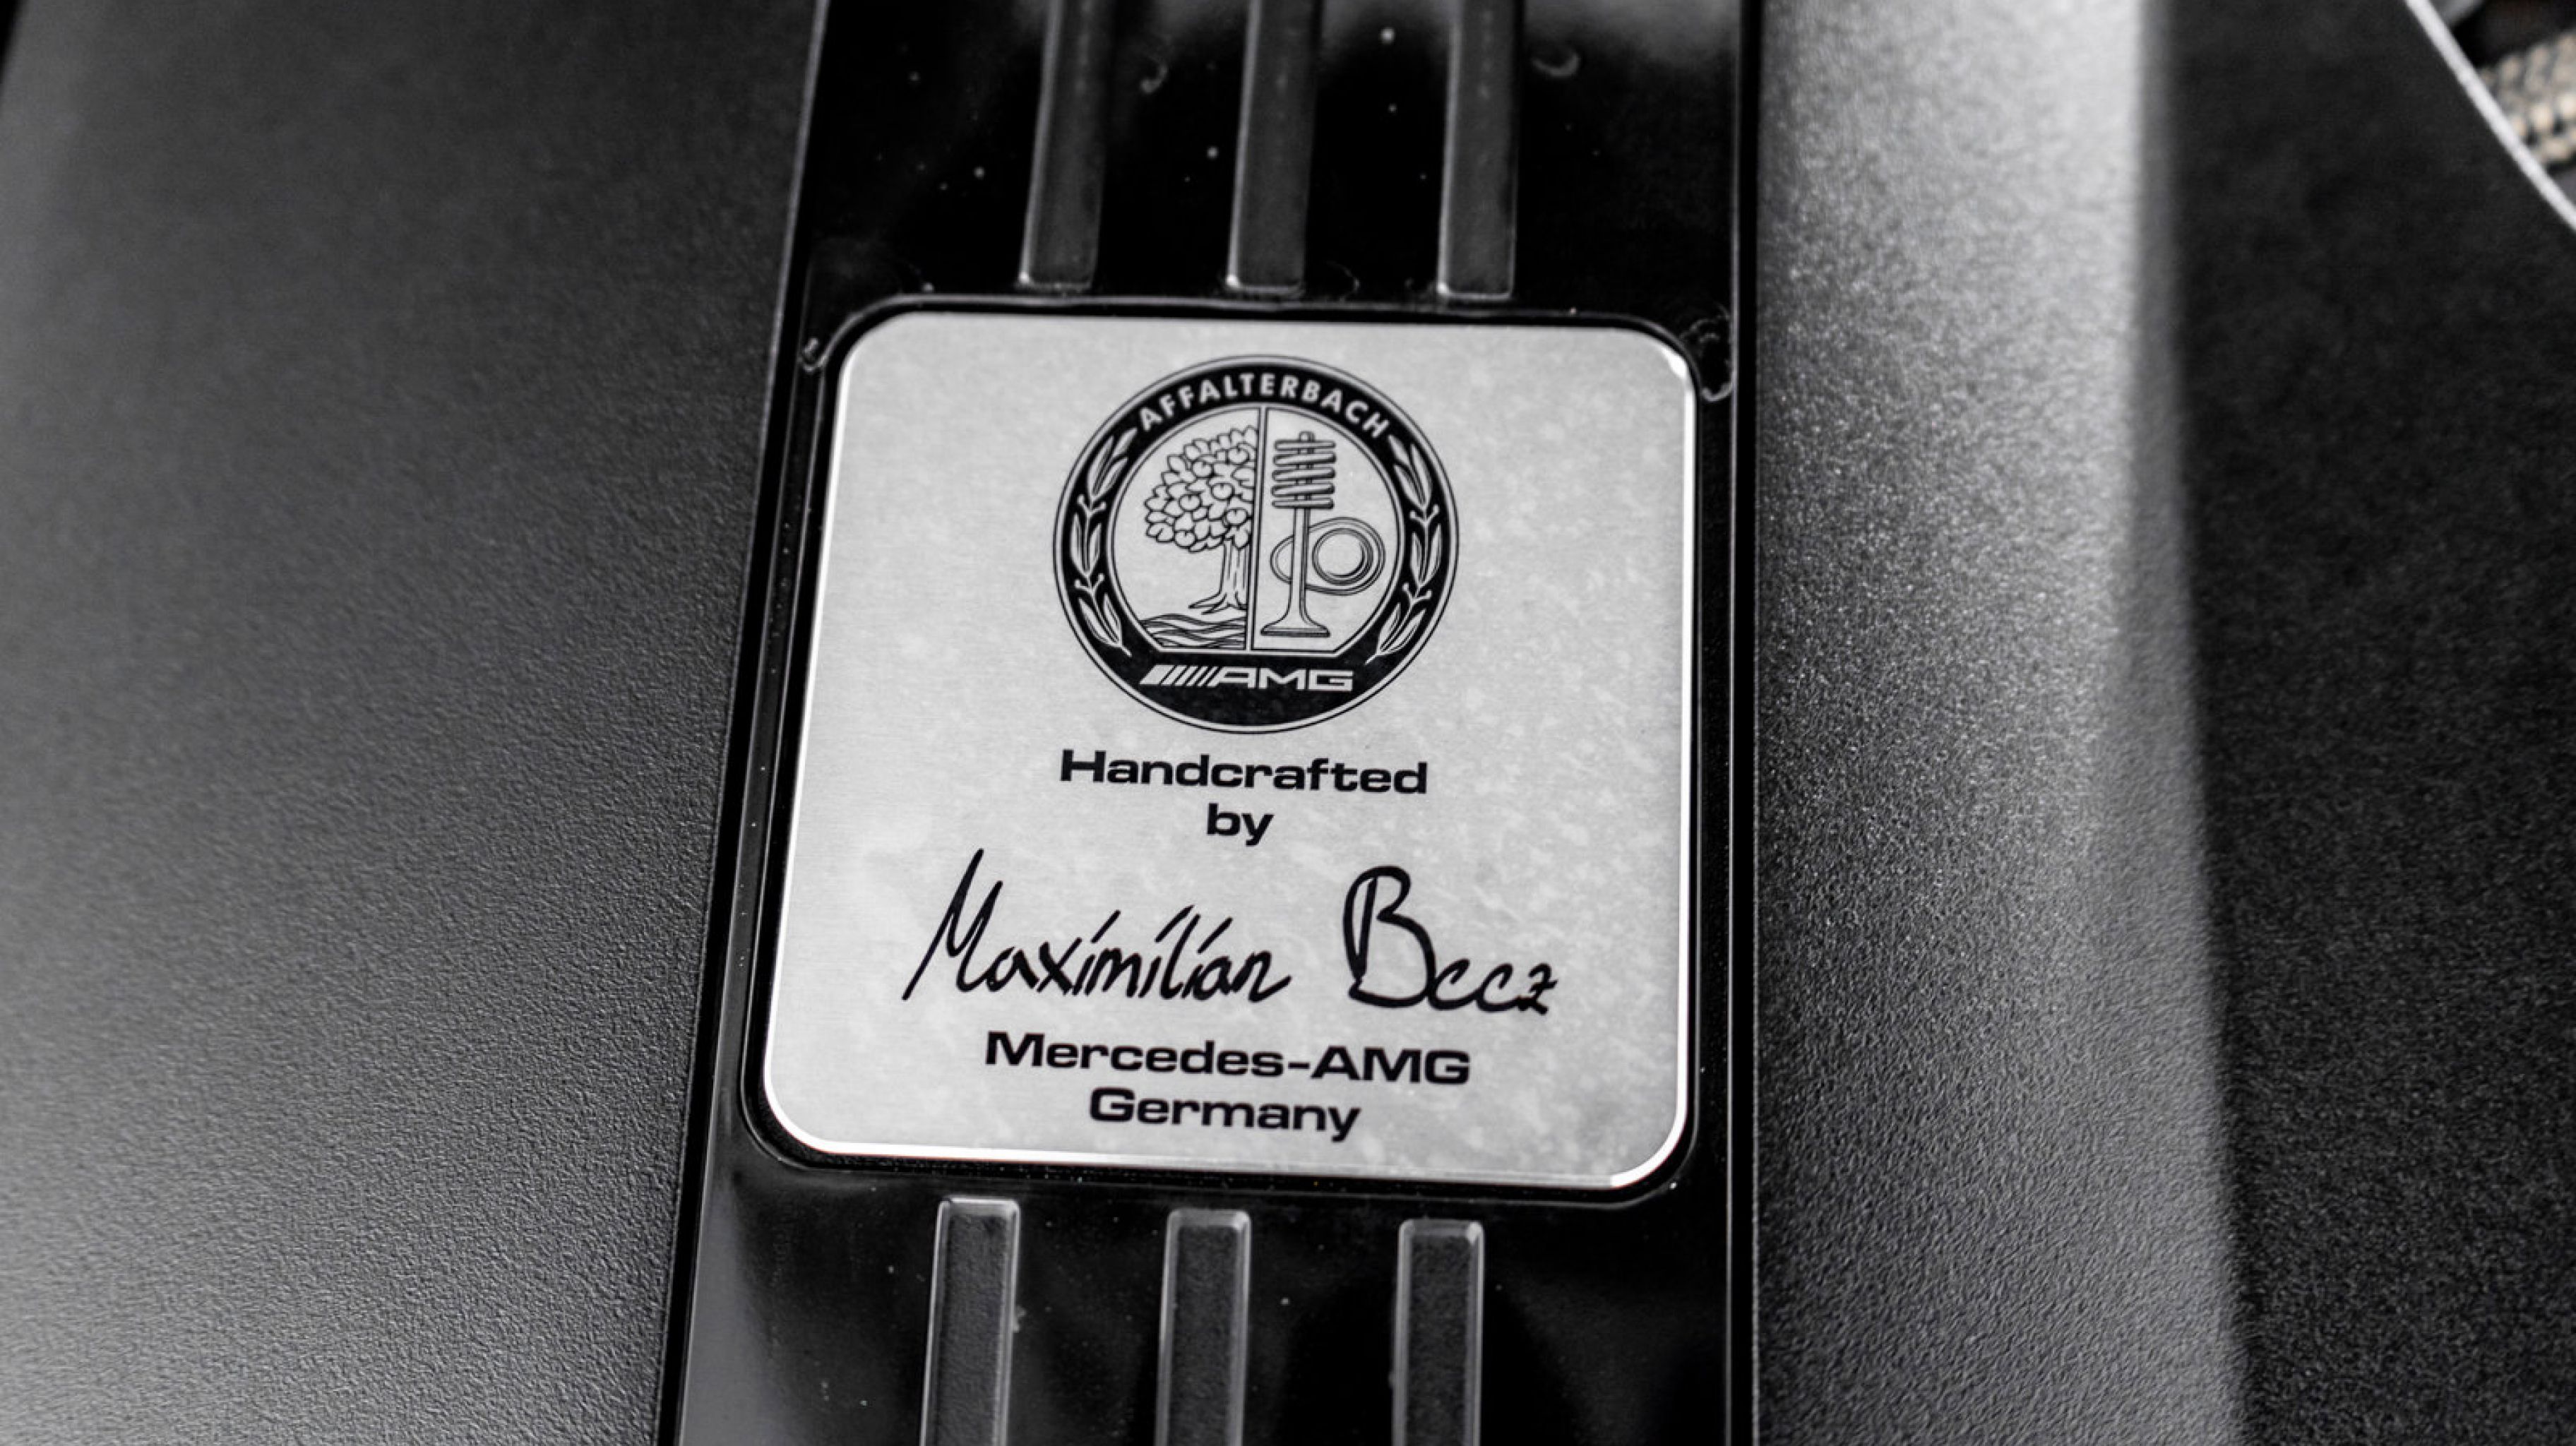 AFFALTERBACH
AMG
Handcrafted
by
Maximilian
Mercedes-AMG
Germany